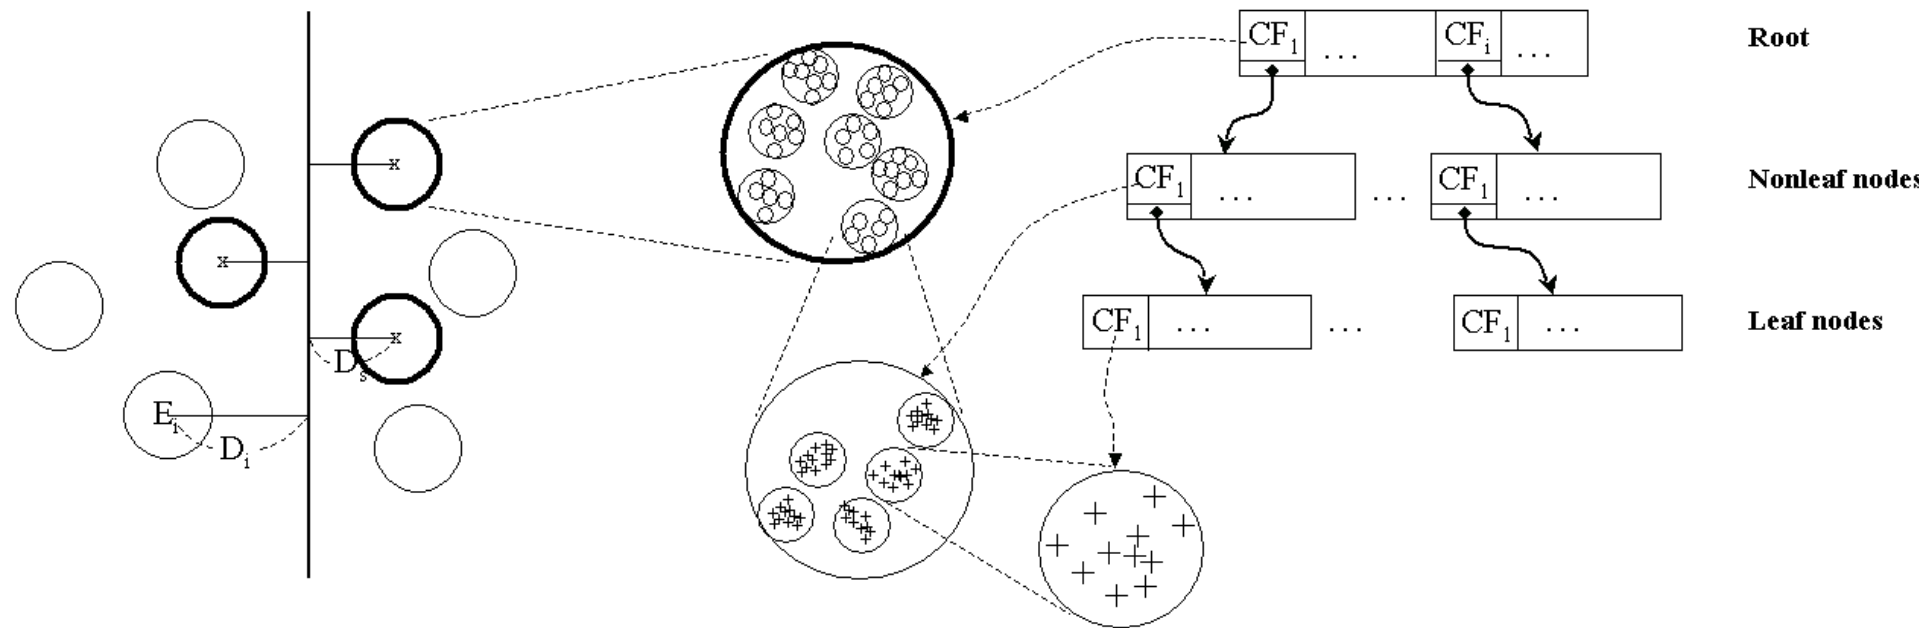 CF1 ... CFi ... Root
CF1 ... ... CF1 ... Nonleaf nodes
CF1 ... ... CF1 ... Leaf nodes
x
x
x
Ds
Ei
Di